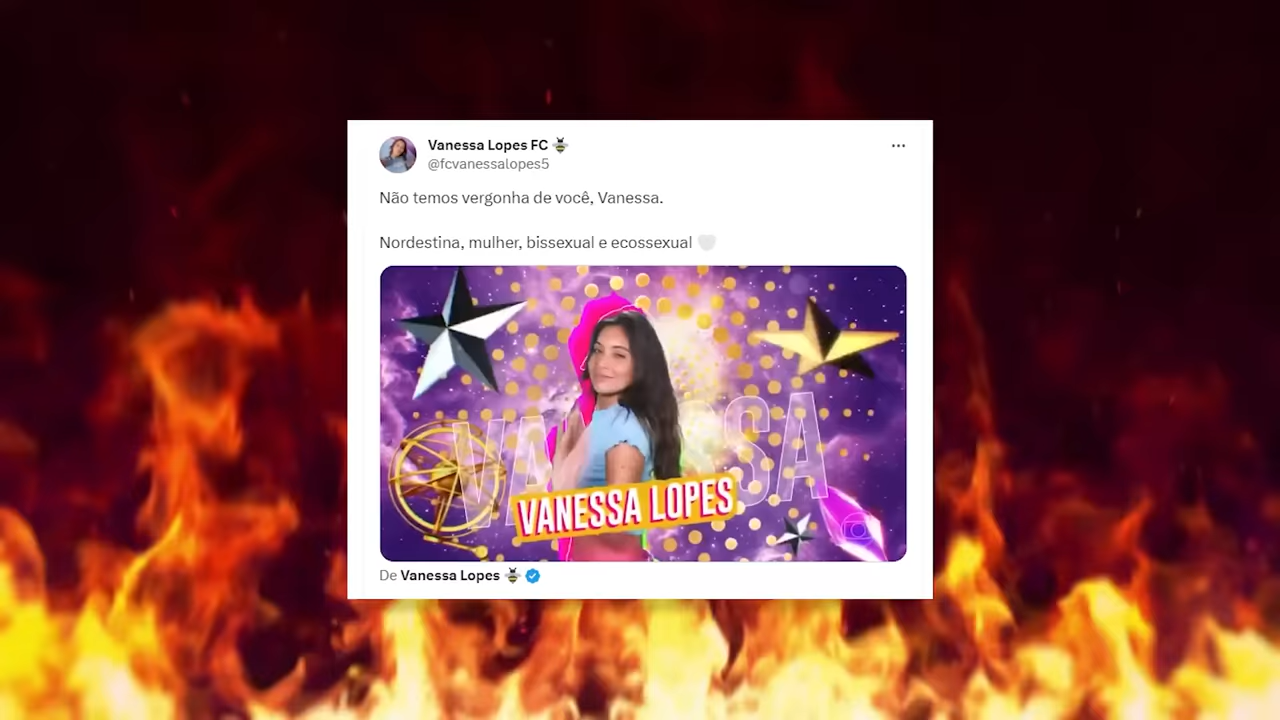 Vanessa Lopes FC 🐝
@fcvanessalopes5
Não temos vergonha de você, Vanessa.
Nordestina, mulher, bissexual e ecossexual 🤍
VANESSA
VANESSA LOPES
De Vanessa Lopes 🐝